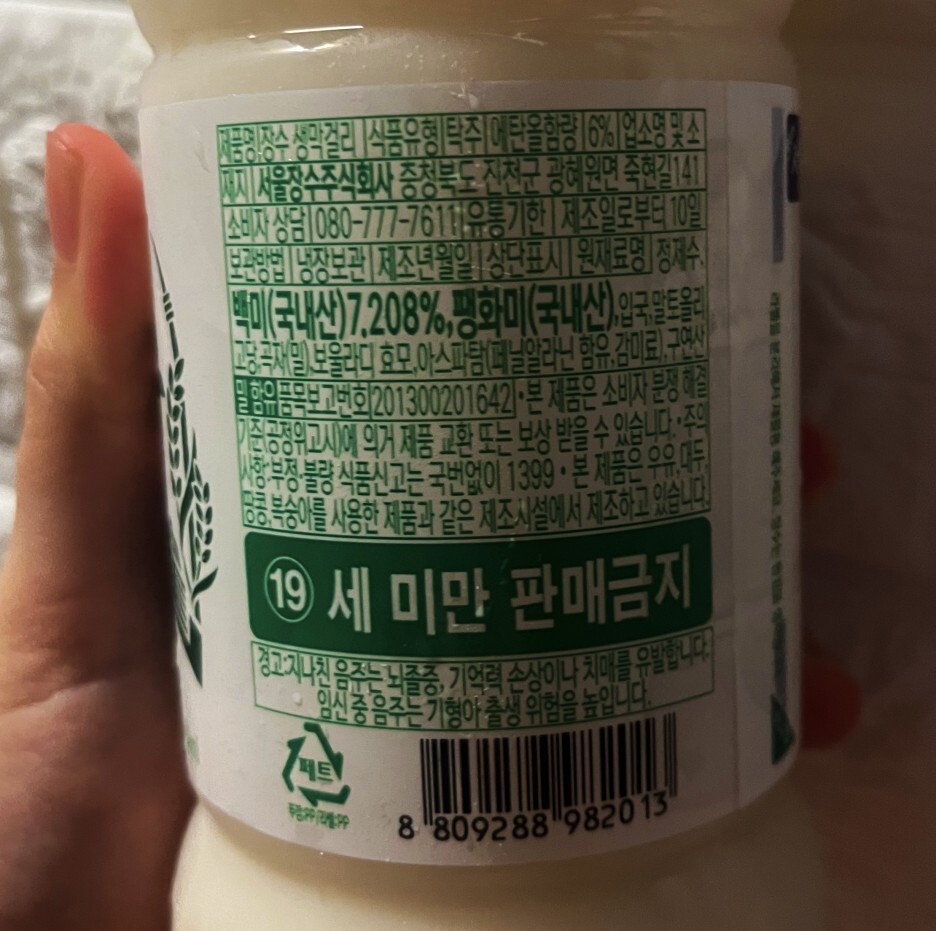 제품명 장수 생막걸리 | 식품유형 | 탁주 | 에탄올함량 | 6% | 업소명 및 소
재지 | 서울장수주식회사 충청북도 진천군 광혜원면 죽현길141
소비자 상담 | 080-777-7611 | 유통기한 | 제조일로부터 10일
보관방법 | 냉장보관 | 제조년월일 | 상단표시 | 원재료명 | 정제수,
백미(국내산)7.208%,팽화미(국내산),입국,말토올리
고당,곡자(밀),보울라디 효모,아스파탐(페닐알라닌 함유,감미료),구연산
밀 함유 품목보고번호 201300201642 •본 제품은 소비자 분쟁 해결
기준(공정위고시)에 의거 제품 교환 또는 보상 받을 수 있습니다.•주의
사항:부정·불량 식품신고는 국번없이 1399 •본 제품은 우유,대두,
땅콩,복숭아를 사용한 제품과 같은 제조시설에서 제조하고 있습니다.
19 세 미만 판매금지
경고:지나친 음주는 뇌졸중, 기억력 손상이나 치매를 유발합니다.
임신 중 음주는 기형아 출생 위험을 높입니다.
페트
뚜껑:PP/라벨:PP
8 809288 982013